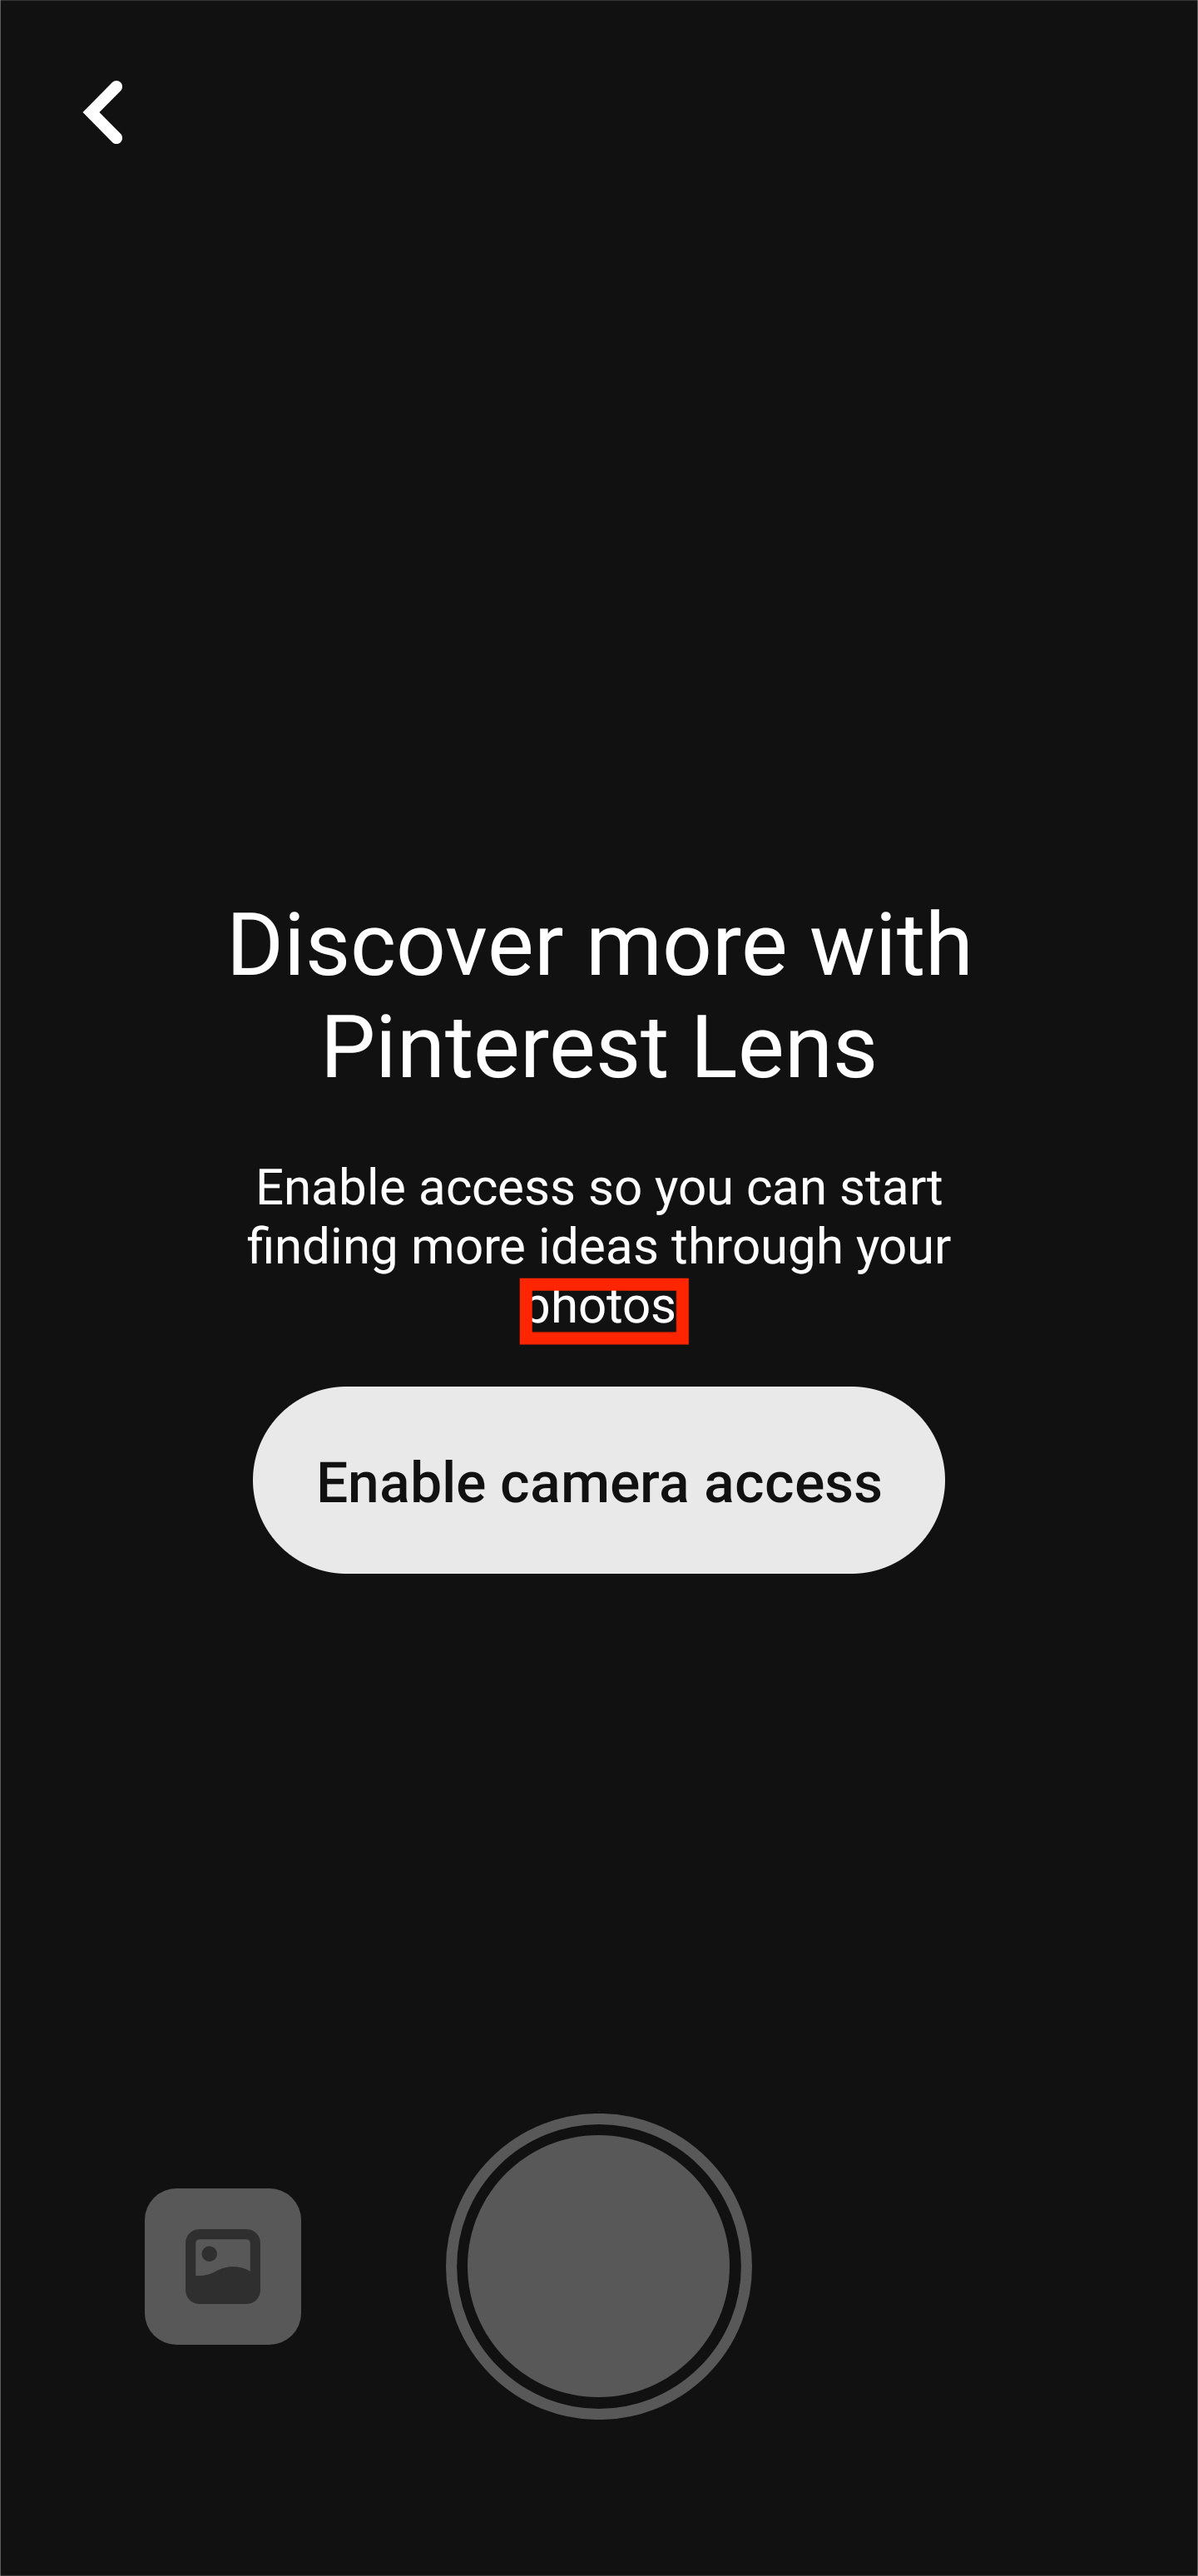 Discover more with
Pinterest Lens
Enable access so you can start
finding more ideas through your
photos
Enable camera access